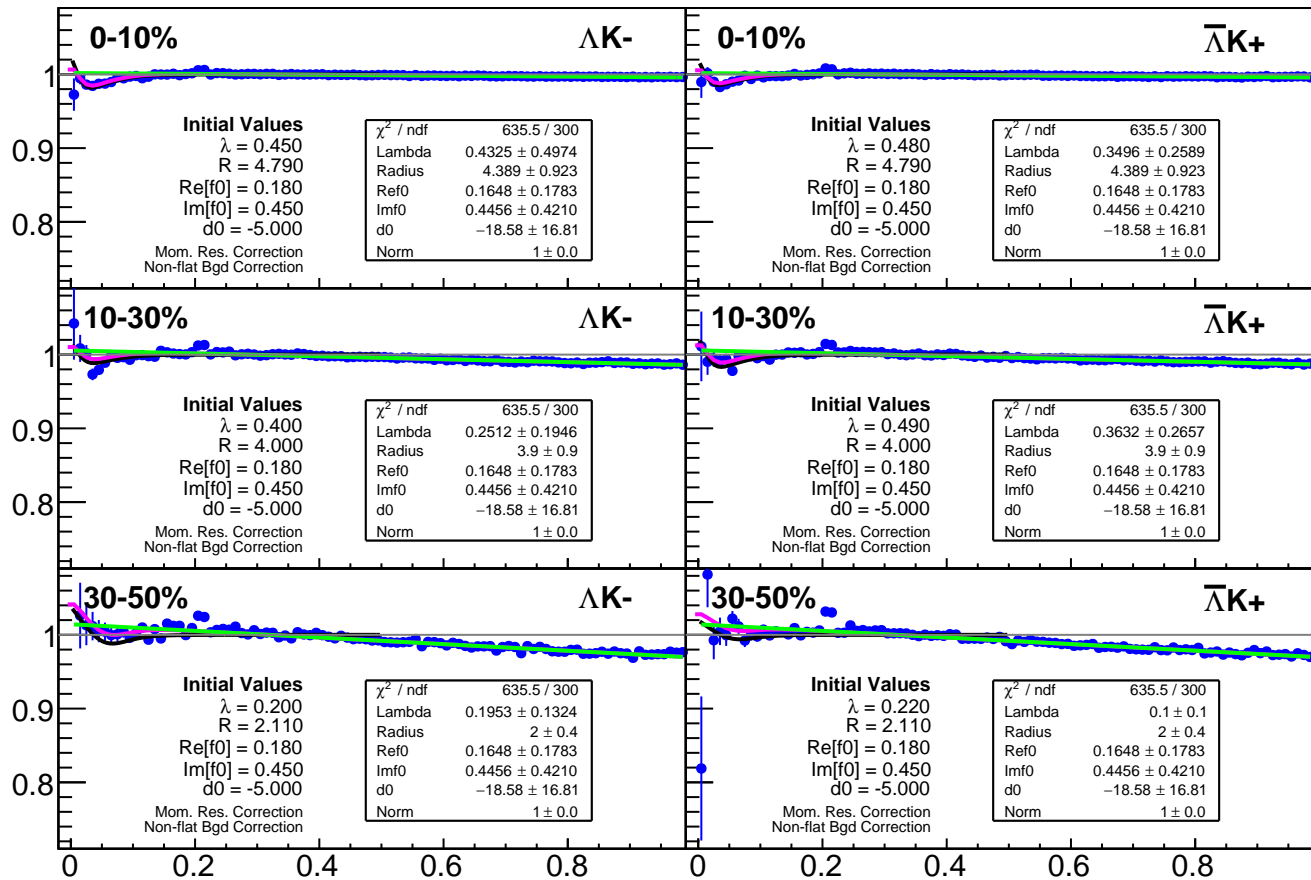 0-10%
ΛK-
Initial Values
λ = 0.450
R = 4.790
Re[f0] = 0.180
Im[f0] = 0.450
d0 = -5.000
Mom. Res. Correction
Non-flat Bgd Correction
χ² / ndf 635.5 / 300
Lambda 0.4325 ± 0.4974
Radius 4.389 ± 0.923
Ref0 0.1648 ± 0.1783
Imf0 0.4456 ± 0.4210
d0 −18.58 ± 16.81
Norm 1 ± 0.0
1
0.9
0.8
0-10%
Λ̅K+
Initial Values
λ = 0.480
R = 4.790
Re[f0] = 0.180
Im[f0] = 0.450
d0 = -5.000
Mom. Res. Correction
Non-flat Bgd Correction
χ² / ndf 635.5 / 300
Lambda 0.3496 ± 0.2589
Radius 4.389 ± 0.923
Ref0 0.1648 ± 0.1783
Imf0 0.4456 ± 0.4210
d0 −18.58 ± 16.81
Norm 1 ± 0.0
10-30%
ΛK-
Initial Values
λ = 0.400
R = 4.000
Re[f0] = 0.180
Im[f0] = 0.450
d0 = -5.000
Mom. Res. Correction
Non-flat Bgd Correction
χ² / ndf 635.5 / 300
Lambda 0.2512 ± 0.1946
Radius 3.9 ± 0.9
Ref0 0.1648 ± 0.1783
Imf0 0.4456 ± 0.4210
d0 −18.58 ± 16.81
Norm 1 ± 0.0
1
0.9
0.8
10-30%
Λ̅K+
Initial Values
λ = 0.490
R = 4.000
Re[f0] = 0.180
Im[f0] = 0.450
d0 = -5.000
Mom. Res. Correction
Non-flat Bgd Correction
χ² / ndf 635.5 / 300
Lambda 0.3632 ± 0.2657
Radius 3.9 ± 0.9
Ref0 0.1648 ± 0.1783
Imf0 0.4456 ± 0.4210
d0 −18.58 ± 16.81
Norm 1 ± 0.0
30-50%
ΛK-
Initial Values
λ = 0.200
R = 2.110
Re[f0] = 0.180
Im[f0] = 0.450
d0 = -5.000
Mom. Res. Correction
Non-flat Bgd Correction
χ² / ndf 635.5 / 300
Lambda 0.1953 ± 0.1324
Radius 2 ± 0.4
Ref0 0.1648 ± 0.1783
Imf0 0.4456 ± 0.4210
d0 −18.58 ± 16.81
Norm 1 ± 0.0
1
0.9
0.8
30-50%
Λ̅K+
Initial Values
λ = 0.220
R = 2.110
Re[f0] = 0.180
Im[f0] = 0.450
d0 = -5.000
Mom. Res. Correction
Non-flat Bgd Correction
χ² / ndf 635.5 / 300
Lambda 0.1 ± 0.1
Radius 2 ± 0.4
Ref0 0.1648 ± 0.1783
Imf0 0.4456 ± 0.4210
d0 −18.58 ± 16.81
Norm 1 ± 0.0
0 0.2 0.4 0.6 0.8 0 0.2 0.4 0.6 0.8